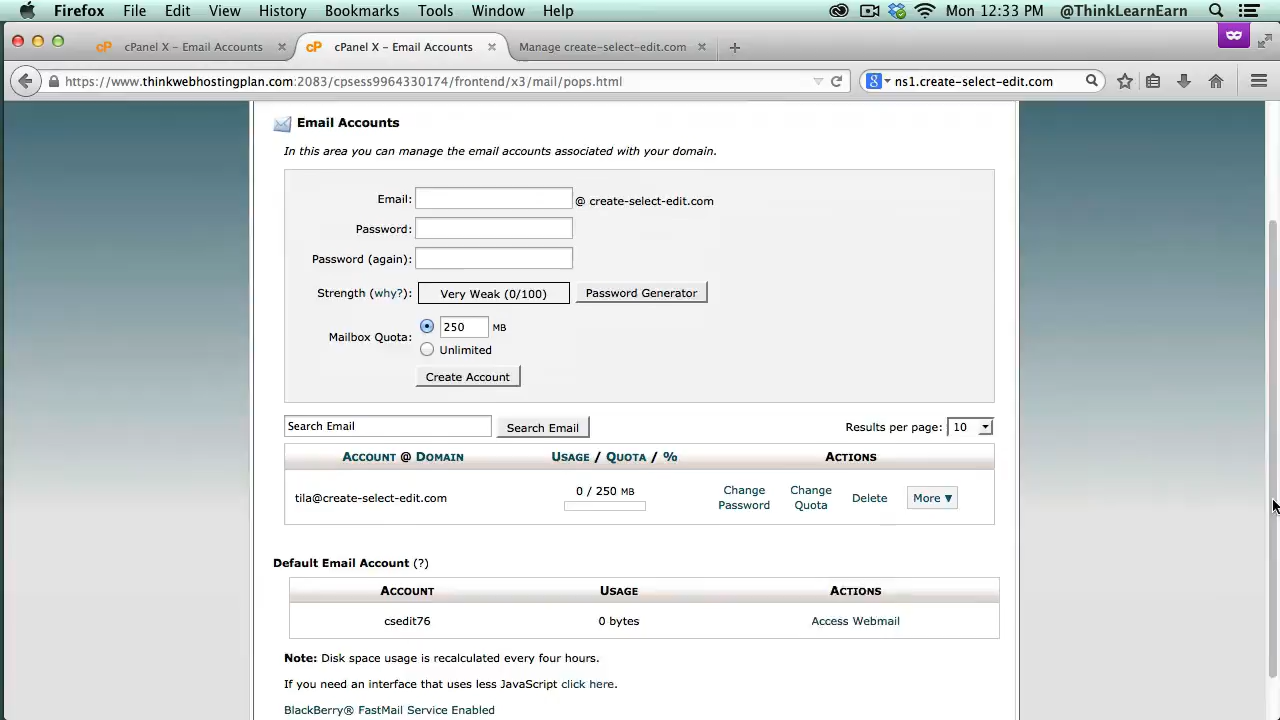 Firefox File Edit View History Bookmarks Tools Window Help Mon 12:33 PM @ThinkLearnEarn
cP cPanel X - Email Accounts cP cPanel X - Email Accounts Manage create-select-edit.com
https://www.thinkwebhostingplan.com:2083/cpsess9964330174/frontend/x3/mail/pops.html 8 ns1.create-select-edit.com
Email Accounts
In this area you can manage the email accounts associated with your domain.
Email: @ create-select-edit.com
Password:
Password (again):
Strength (why?): Very Weak (0/100) Password Generator
Mailbox Quota: 250 MB
Unlimited
Create Account
Search Email Search Email Results per page: 10
ACCOUNT @ DOMAIN USAGE / QUOTA / % ACTIONS
tila@create-select-edit.com 0 / 250 MB Change Password Change Quota Delete More ▼
Default Email Account (?)
ACCOUNT USAGE ACTIONS
csedit76 0 bytes Access Webmail
Note: Disk space usage is recalculated every four hours.
If you need an interface that uses less JavaScript click here.
BlackBerry® FastMail Service Enabled